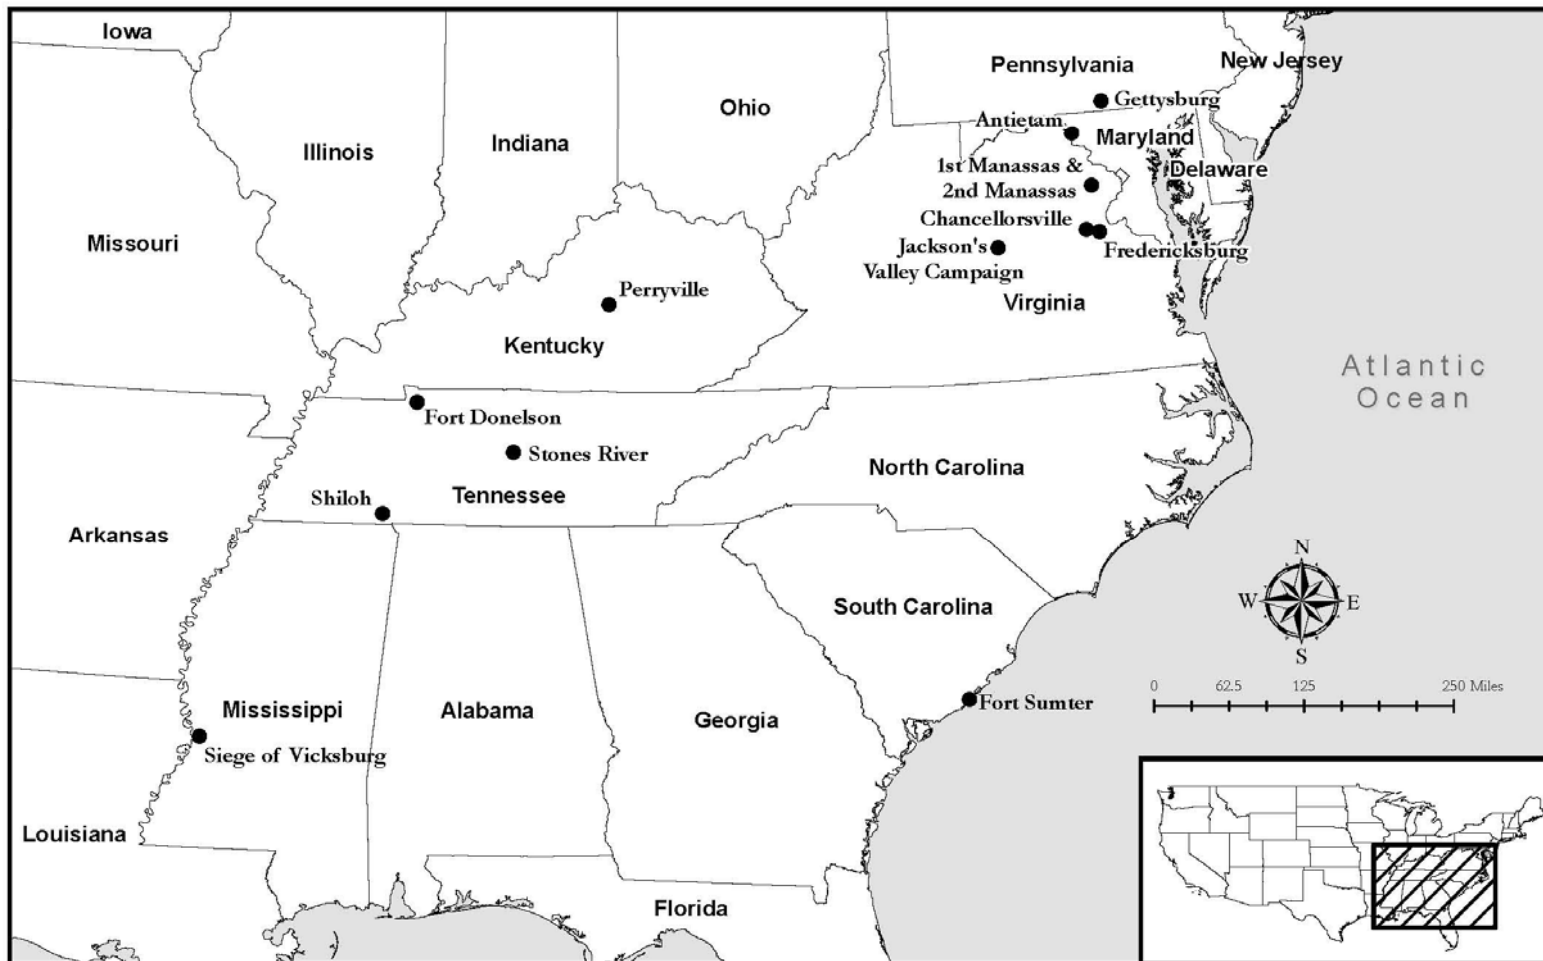 Iowa
Pennsylvania
New Jersey
Gettysburg
Ohio
Antietam
Maryland
Indiana
Illinois
1st Manassas &
2nd Manassas
Delaware
Chancellorsville
Fredericksburg
Missouri
Jackson's
Valley Campaign
Perryville
Virginia
Kentucky
Atlantic
Ocean
Fort Donelson
Stones River
North Carolina
Shiloh
Tennessee
Arkansas
N
W
E
S
South Carolina
0 62.5 125 250 Miles
Fort Sumter
Mississippi
Alabama
Georgia
Siege of Vicksburg
Louisiana
Florida